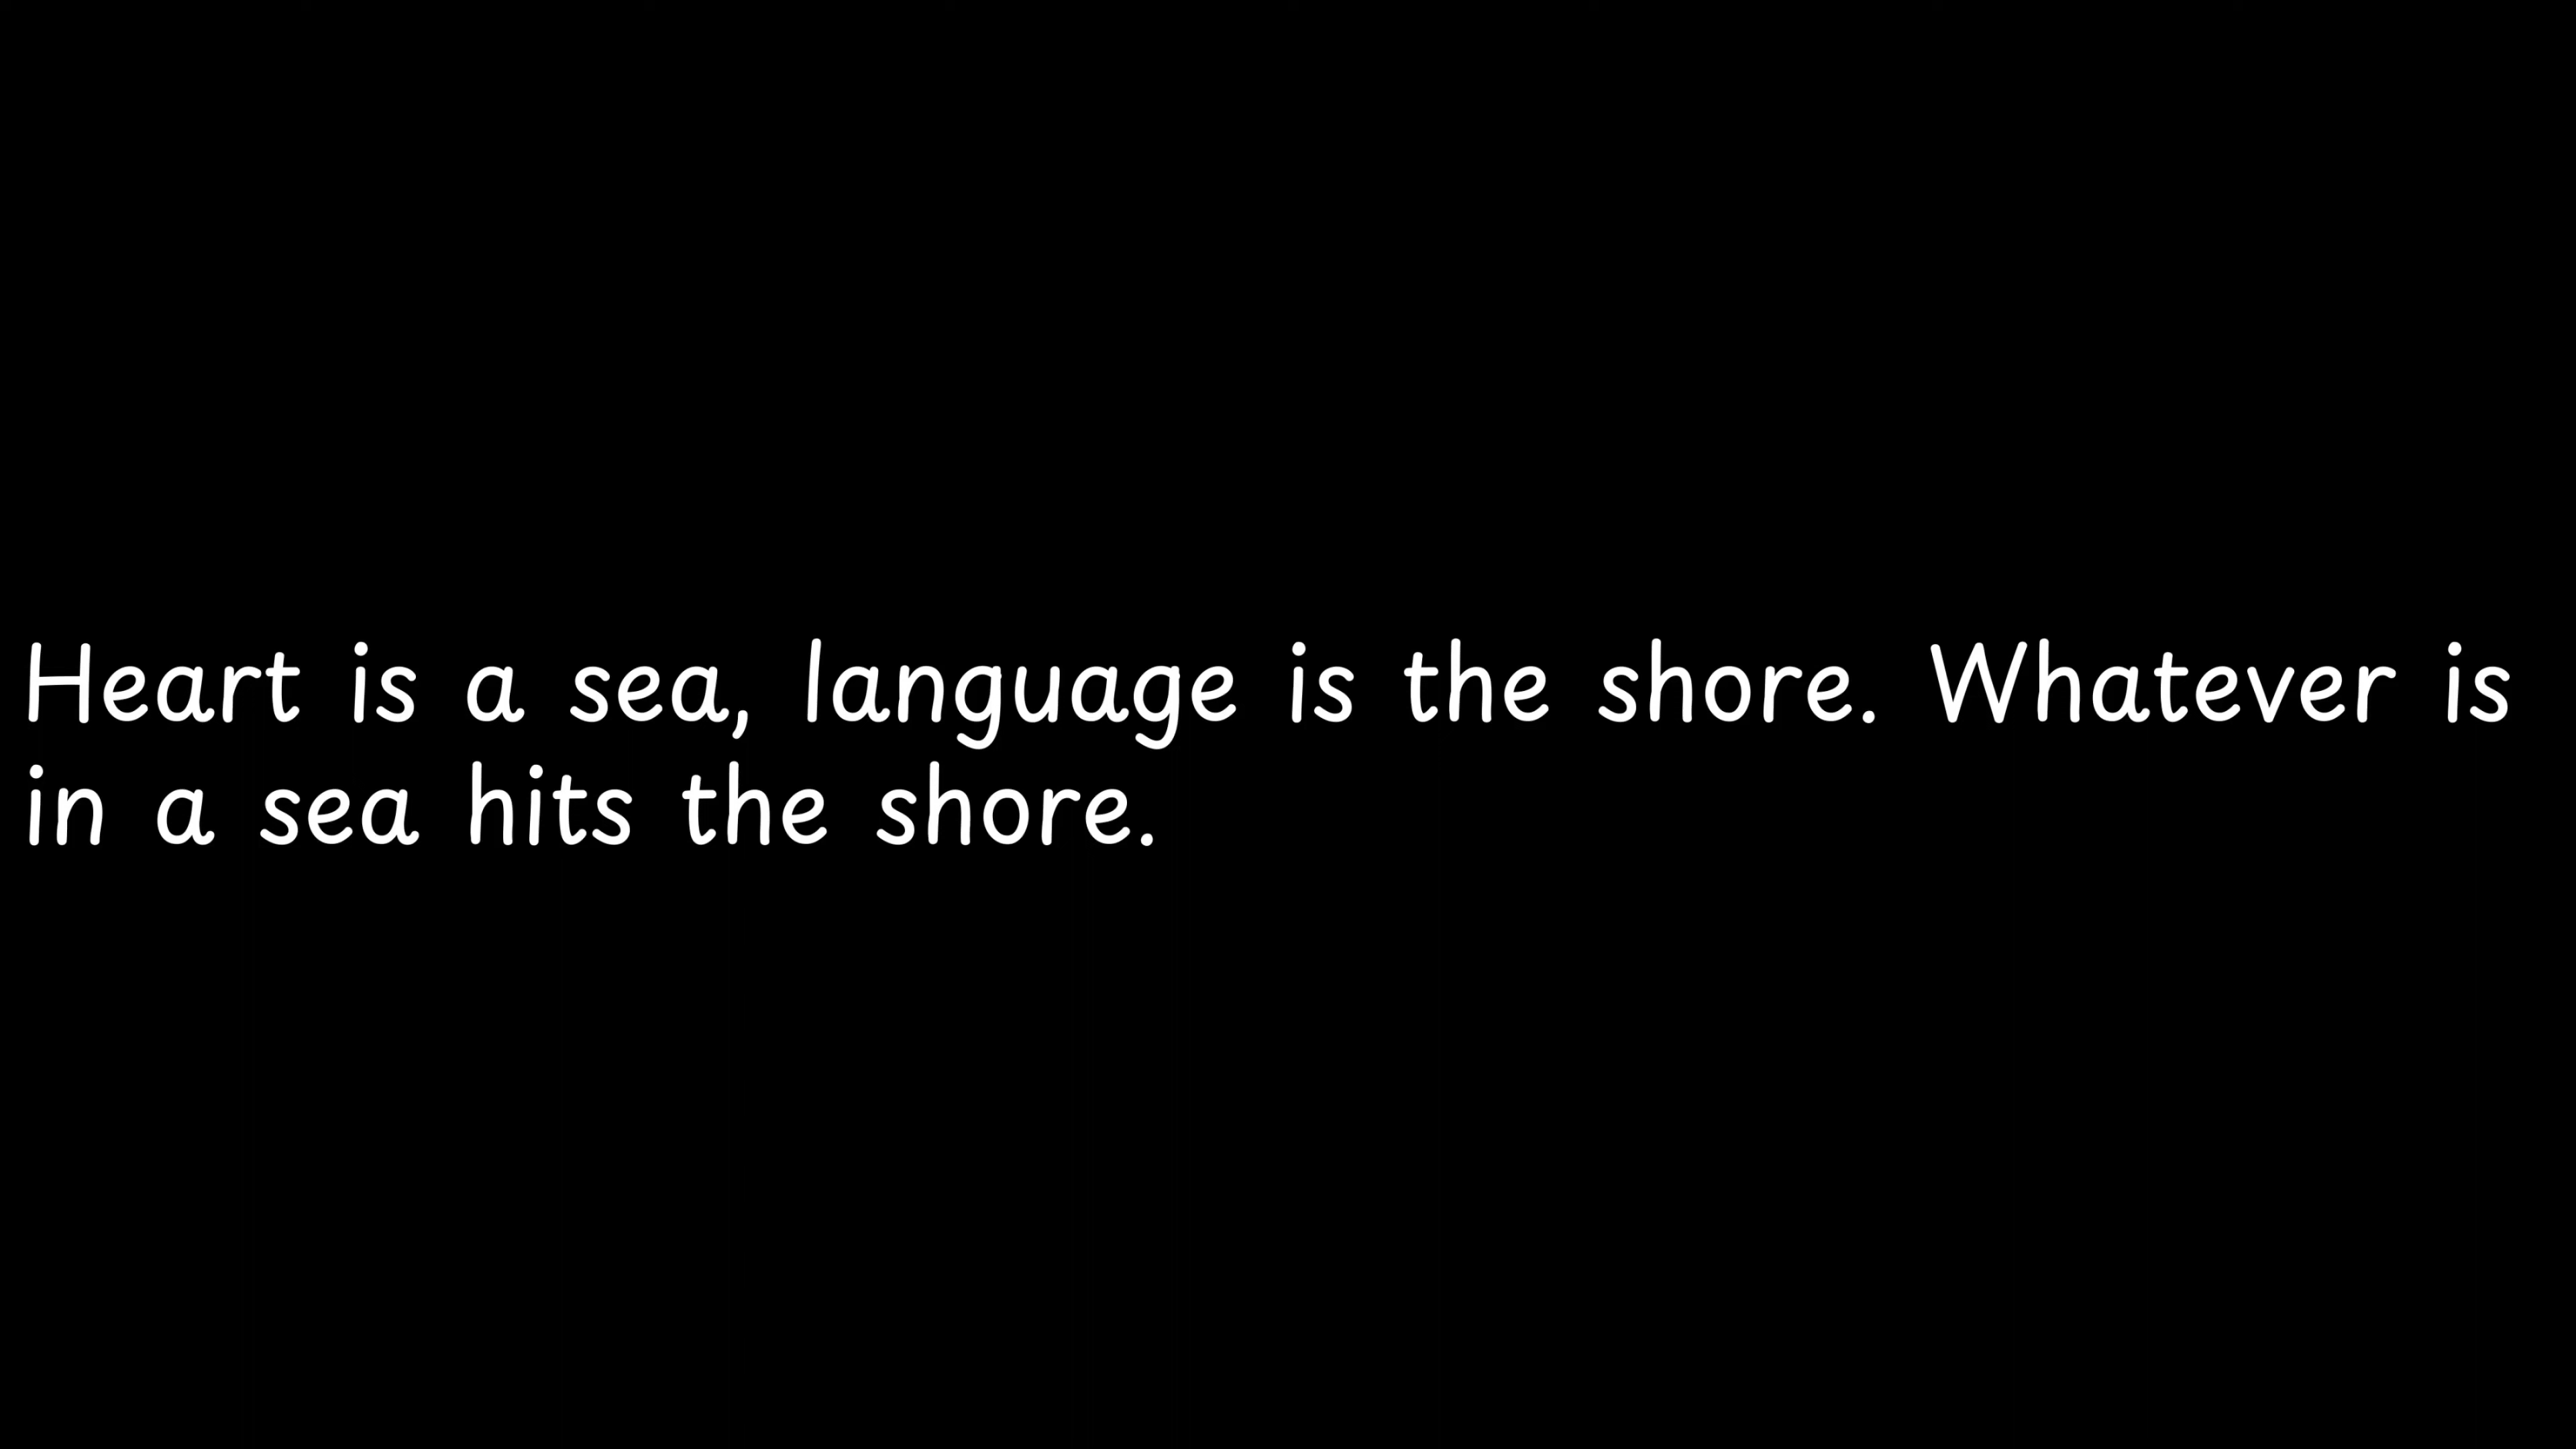 Heart is a sea, language is the shore. Whatever is
in a sea hits the shore.